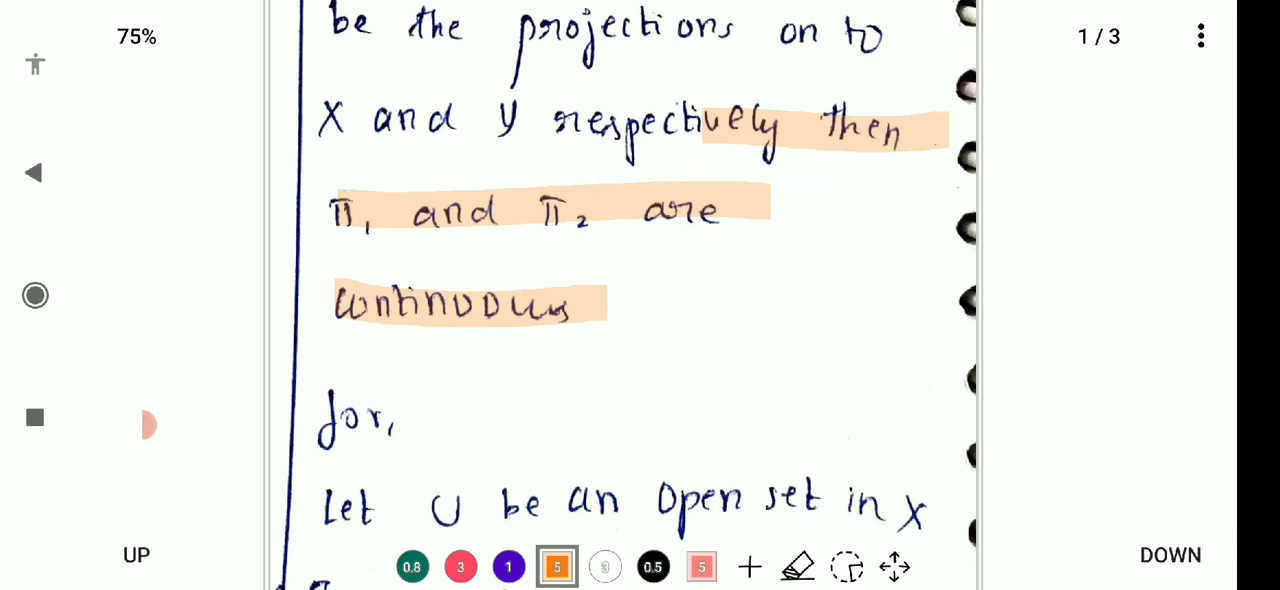 75%
1 / 3
be the projections on to
X and Y respectively then
π₁ and π₂ are
continuous
for,
Let U be an open set in X
UP
0.8 3 1 5 3 0.5 5
DOWN